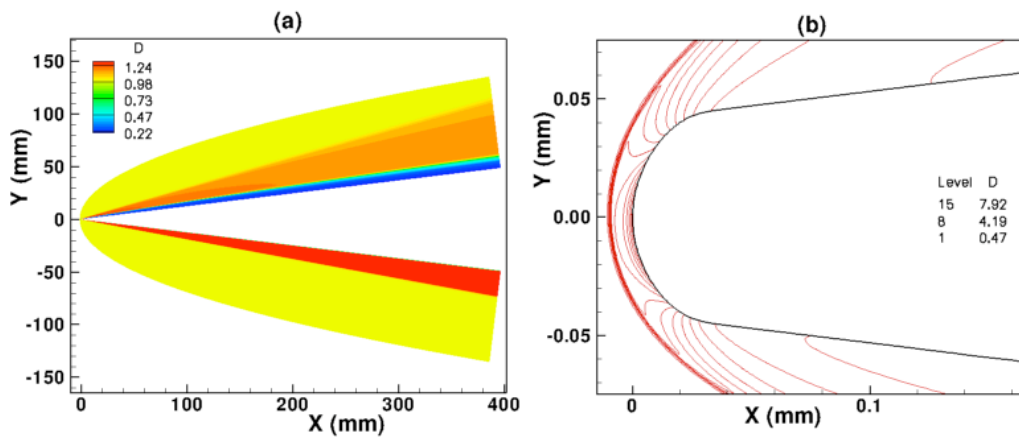 (a)
D
1.24
0.98
0.73
0.47
0.22
150
100
50
0
-50
-100
-150
Y (mm)
0 100 200 300 400
X (mm)
(b)
0.05
0.00
-0.05
Y (mm)
Level D
15 7.92
8 4.19
1 0.47
0 0.1
X (mm)